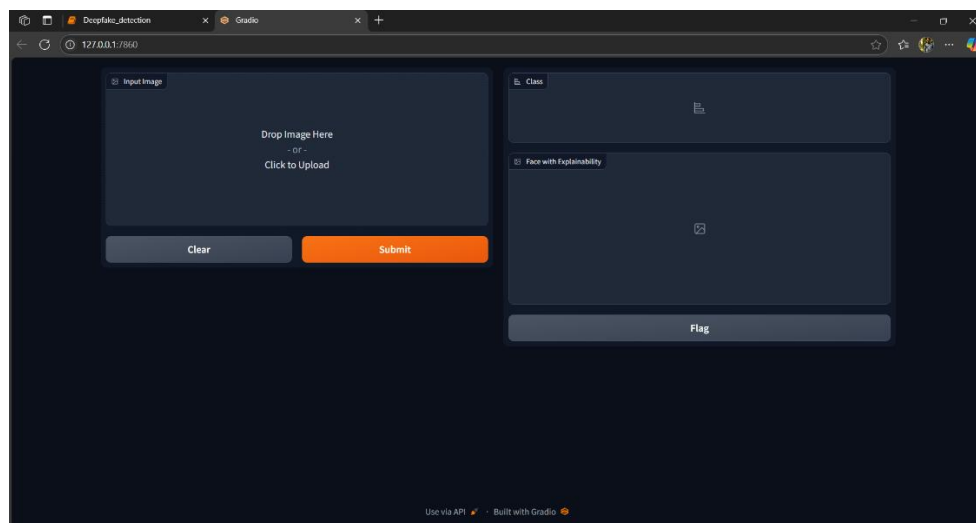 Deepfake_detection
Gradio
127.0.0.1:7860
Input Image
Drop Image Here
- or -
Click to Upload
Clear
Submit
Class
Face with Explainability
Flag
Use via API · Built with Gradio